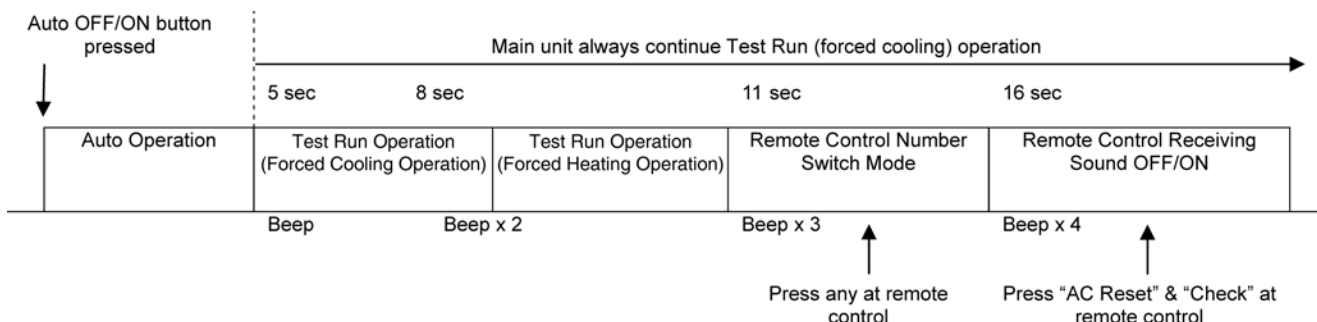 Auto OFF/ON button
pressed
Main unit always continue Test Run (forced cooling) operation
5 sec
8 sec
11 sec
16 sec
Auto Operation
Test Run Operation
(Forced Cooling Operation)
Test Run Operation
(Forced Heating Operation)
Remote Control Number
Switch Mode
Remote Control Receiving
Sound OFF/ON
Beep
Beep x 2
Beep x 3
Beep x 4
Press any at remote
control
Press “AC Reset” & “Check” at
remote control